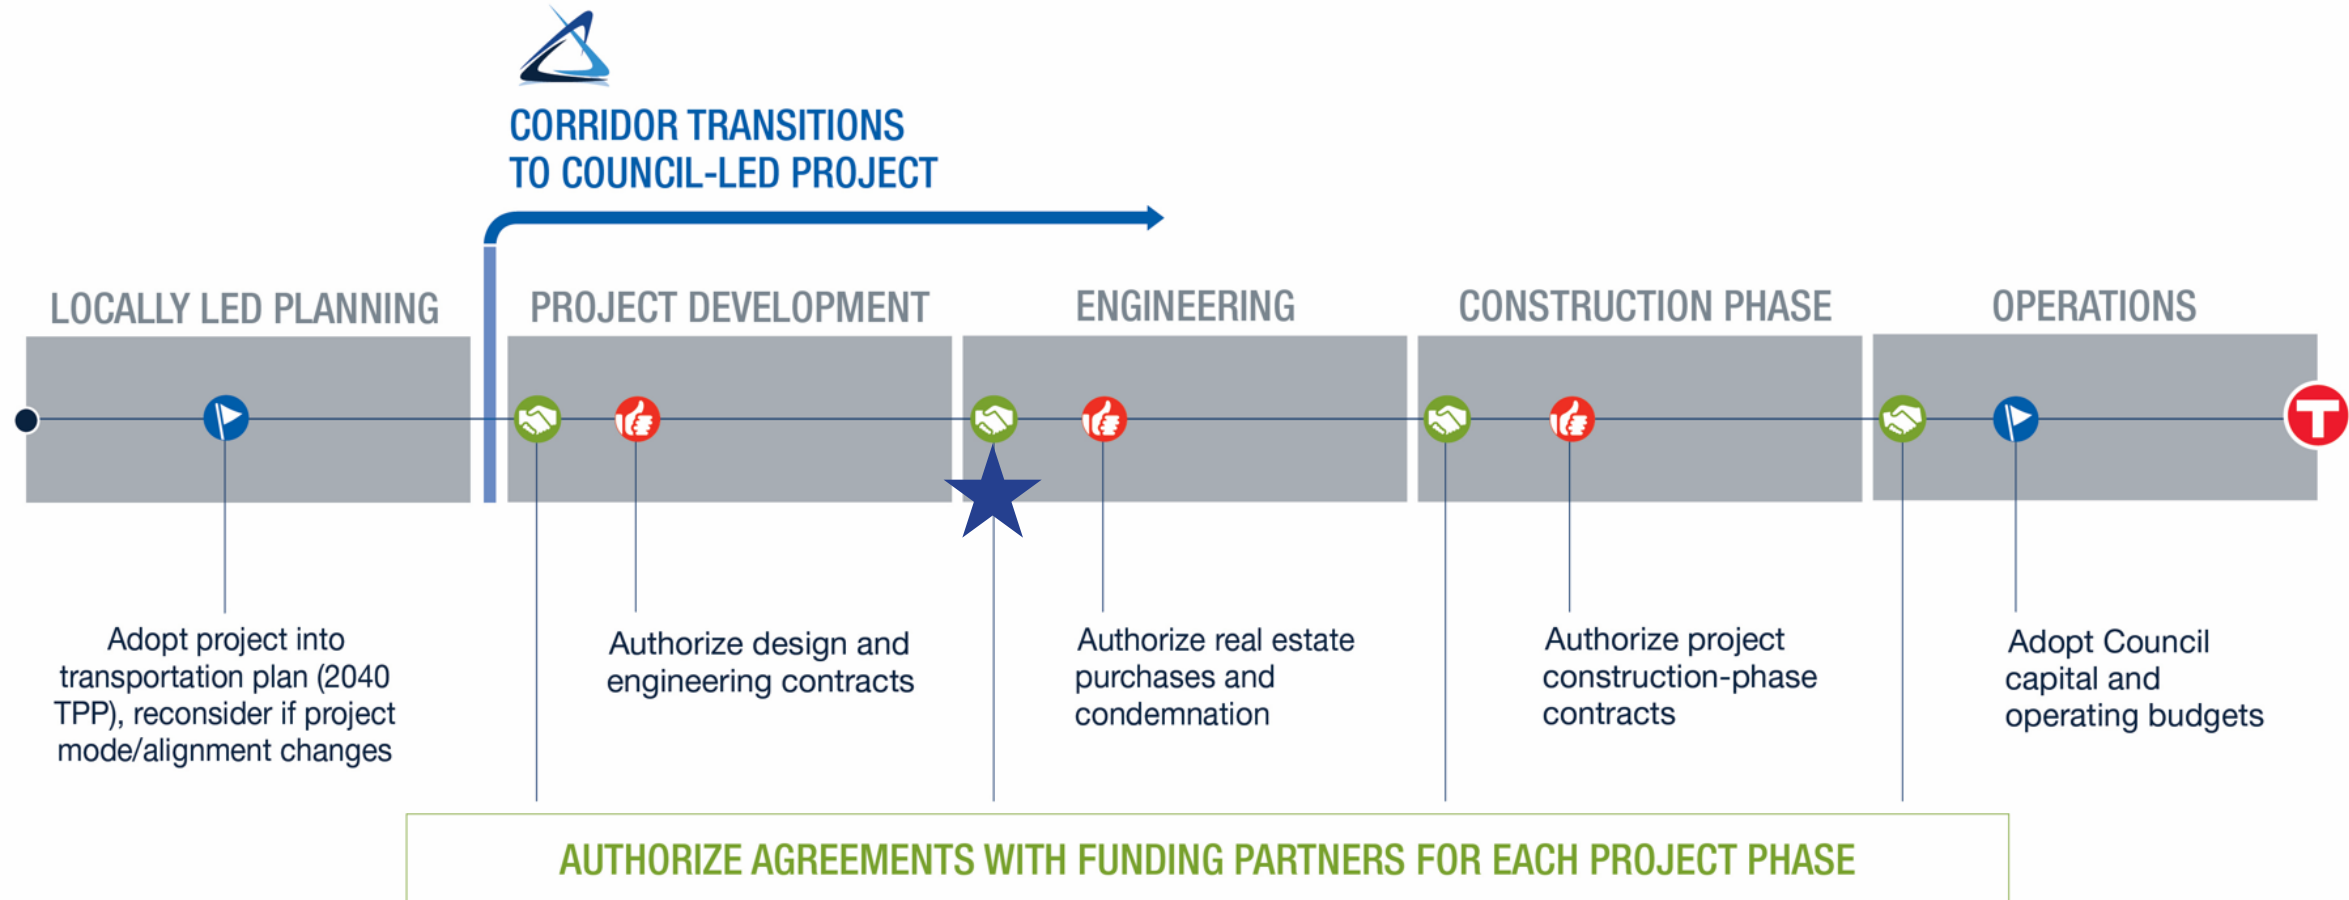 CORRIDOR TRANSITIONS
TO COUNCIL-LED PROJECT
LOCALLY LED PLANNING
PROJECT DEVELOPMENT
ENGINEERING
CONSTRUCTION PHASE
OPERATIONS
T
Adopt project into
transportation plan (2040
TPP), reconsider if project
mode/alignment changes
Authorize design and
engineering contracts
Authorize real estate
purchases and
condemnation
Authorize project
construction-phase
contracts
Adopt Council
capital and
operating budgets
AUTHORIZE AGREEMENTS WITH FUNDING PARTNERS FOR EACH PROJECT PHASE